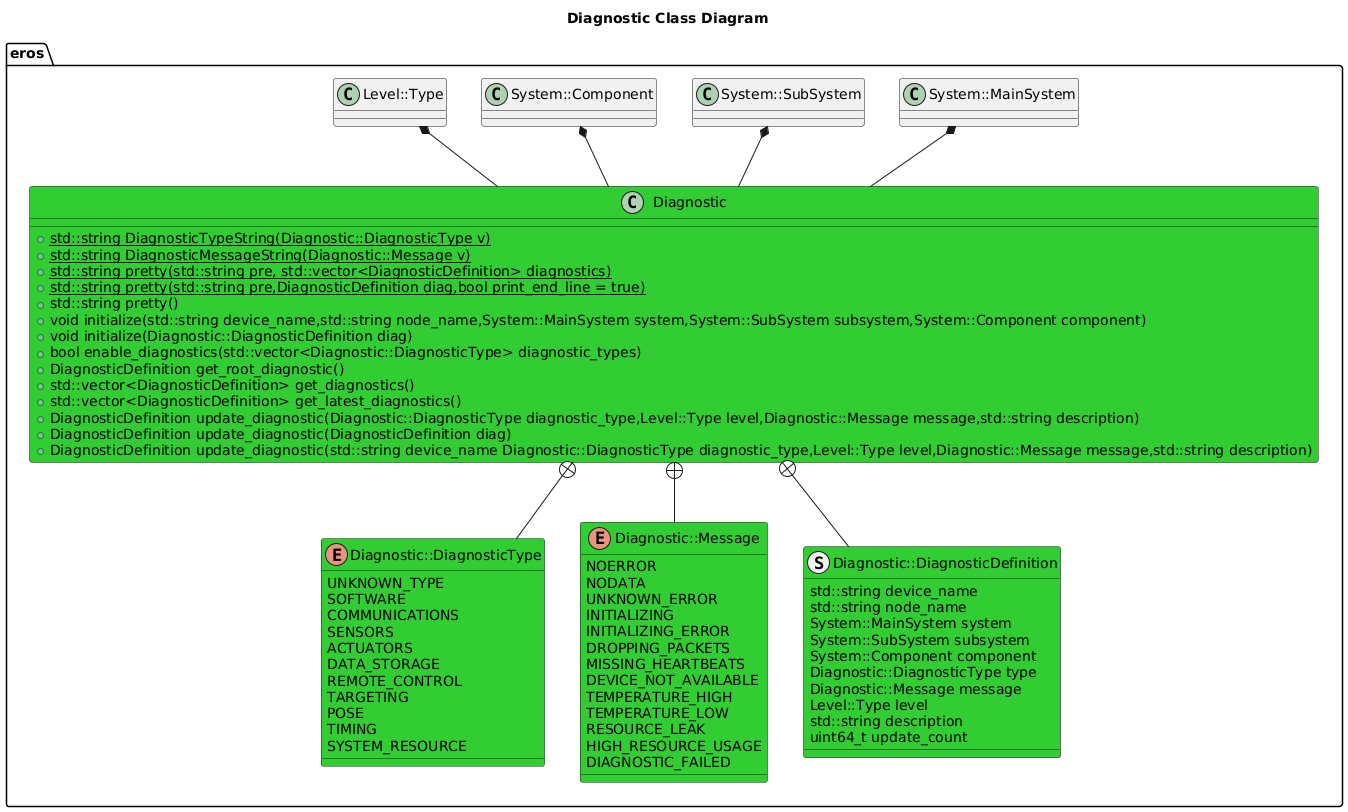 Diagnostic Class Diagram
eros
C Level::Type
C System::Component
C System::SubSystem
C System::MainSystem
C Diagnostic
std::string DiagnosticTypeString(Diagnostic::DiagnosticType v)
std::string DiagnosticMessageString(Diagnostic::Message v)
std::string pretty(std::string pre, std::vector<DiagnosticDefinition> diagnostics)
std::string pretty(std::string pre,DiagnosticDefinition diag,bool print_end_line = true)
std::string pretty()
void initialize(std::string device_name,std::string node_name,System::MainSystem system,System::SubSystem subsystem,System::Component component)
void initialize(Diagnostic::DiagnosticDefinition diag)
bool enable_diagnostics(std::vector<Diagnostic::DiagnosticType> diagnostic_types)
DiagnosticDefinition get_root_diagnostic()
std::vector<DiagnosticDefinition> get_diagnostics()
std::vector<DiagnosticDefinition> get_latest_diagnostics()
DiagnosticDefinition update_diagnostic(Diagnostic::DiagnosticType diagnostic_type,Level::Type level,Diagnostic::Message message,std::string description)
DiagnosticDefinition update_diagnostic(DiagnosticDefinition diag)
DiagnosticDefinition update_diagnostic(std::string device_name Diagnostic::DiagnosticType diagnostic_type,Level::Type level,Diagnostic::Message message,std::string description)
E Diagnostic::DiagnosticType
UNKNOWN_TYPE
SOFTWARE
COMMUNICATIONS
SENSORS
ACTUATORS
DATA_STORAGE
REMOTE_CONTROL
TARGETING
POSE
TIMING
SYSTEM_RESOURCE
E Diagnostic::Message
NOERROR
NODATA
UNKNOWN_ERROR
INITIALIZING
INITIALIZING_ERROR
DROPPING_PACKETS
MISSING_HEARTBEATS
DEVICE_NOT_AVAILABLE
TEMPERATURE_HIGH
TEMPERATURE_LOW
RESOURCE_LEAK
HIGH_RESOURCE_USAGE
DIAGNOSTIC_FAILED
S Diagnostic::DiagnosticDefinition
std::string device_name
std::string node_name
System::MainSystem system
System::SubSystem subsystem
System::Component component
Diagnostic::DiagnosticType type
Diagnostic::Message message
Level::Type level
std::string description
uint64_t update_count